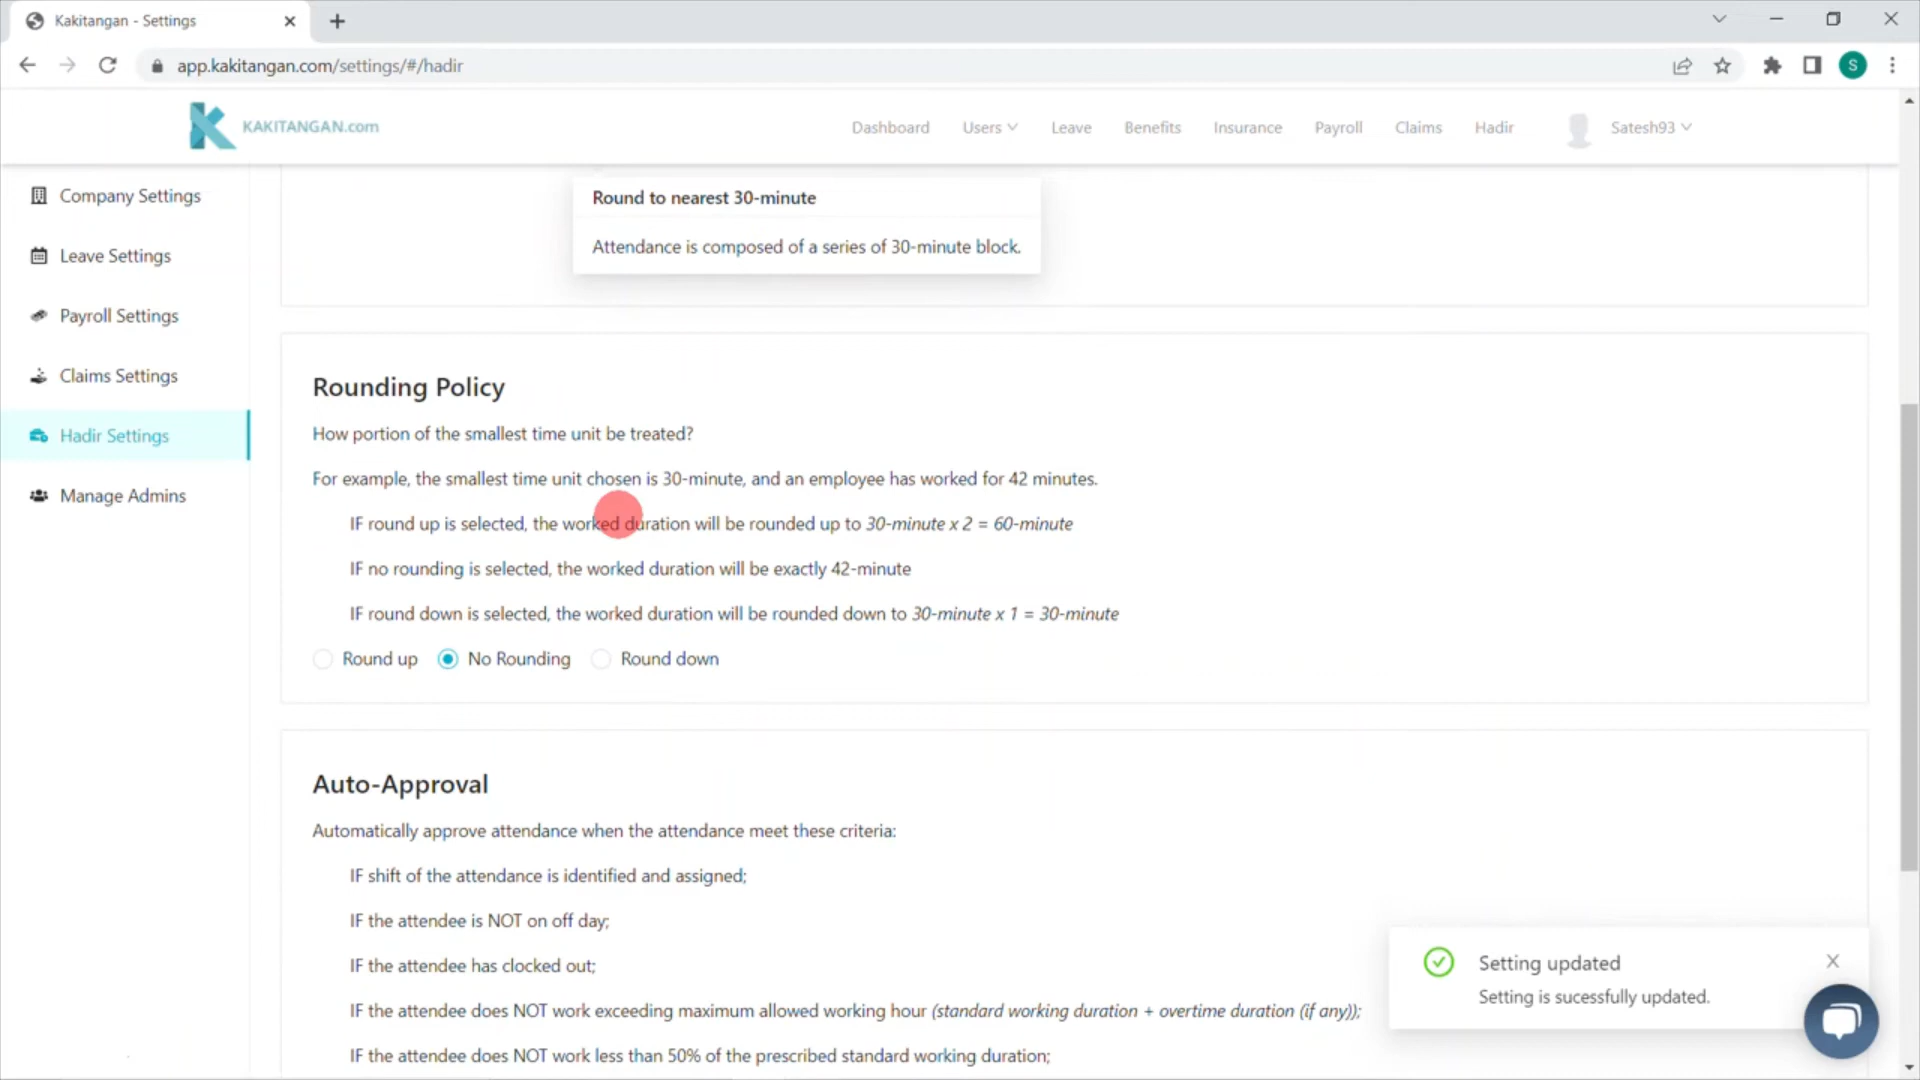 Kakitangan - Settings
app.kakitangan.com/settings/#/hadir
S
KAKITANGAN.com
Dashboard Users Leave Benefits Insurance Payroll Claims Hadir Satesh93
Company Settings
Leave Settings
Payroll Settings
Claims Settings
Hadir Settings
Manage Admins
Round to nearest 30-minute
Attendance is composed of a series of 30-minute block.
Rounding Policy
How portion of the smallest time unit be treated?
For example, the smallest time unit chosen is 30-minute, and an employee has worked for 42 minutes.
IF round up is selected, the worked duration will be rounded up to 30-minute x 2 = 60-minute
IF no rounding is selected, the worked duration will be exactly 42-minute
IF round down is selected, the worked duration will be rounded down to 30-minute x 1 = 30-minute
Round up No Rounding Round down
Auto-Approval
Automatically approve attendance when the attendance meet these criteria:
IF shift of the attendance is identified and assigned;
IF the attendee is NOT on off day;
IF the attendee has clocked out;
IF the attendee does NOT work exceeding maximum allowed working hour (standard working duration + overtime duration (if any));
IF the attendee does NOT work less than 50% of the prescribed standard working duration;
Setting updated
Setting is sucessfully updated.